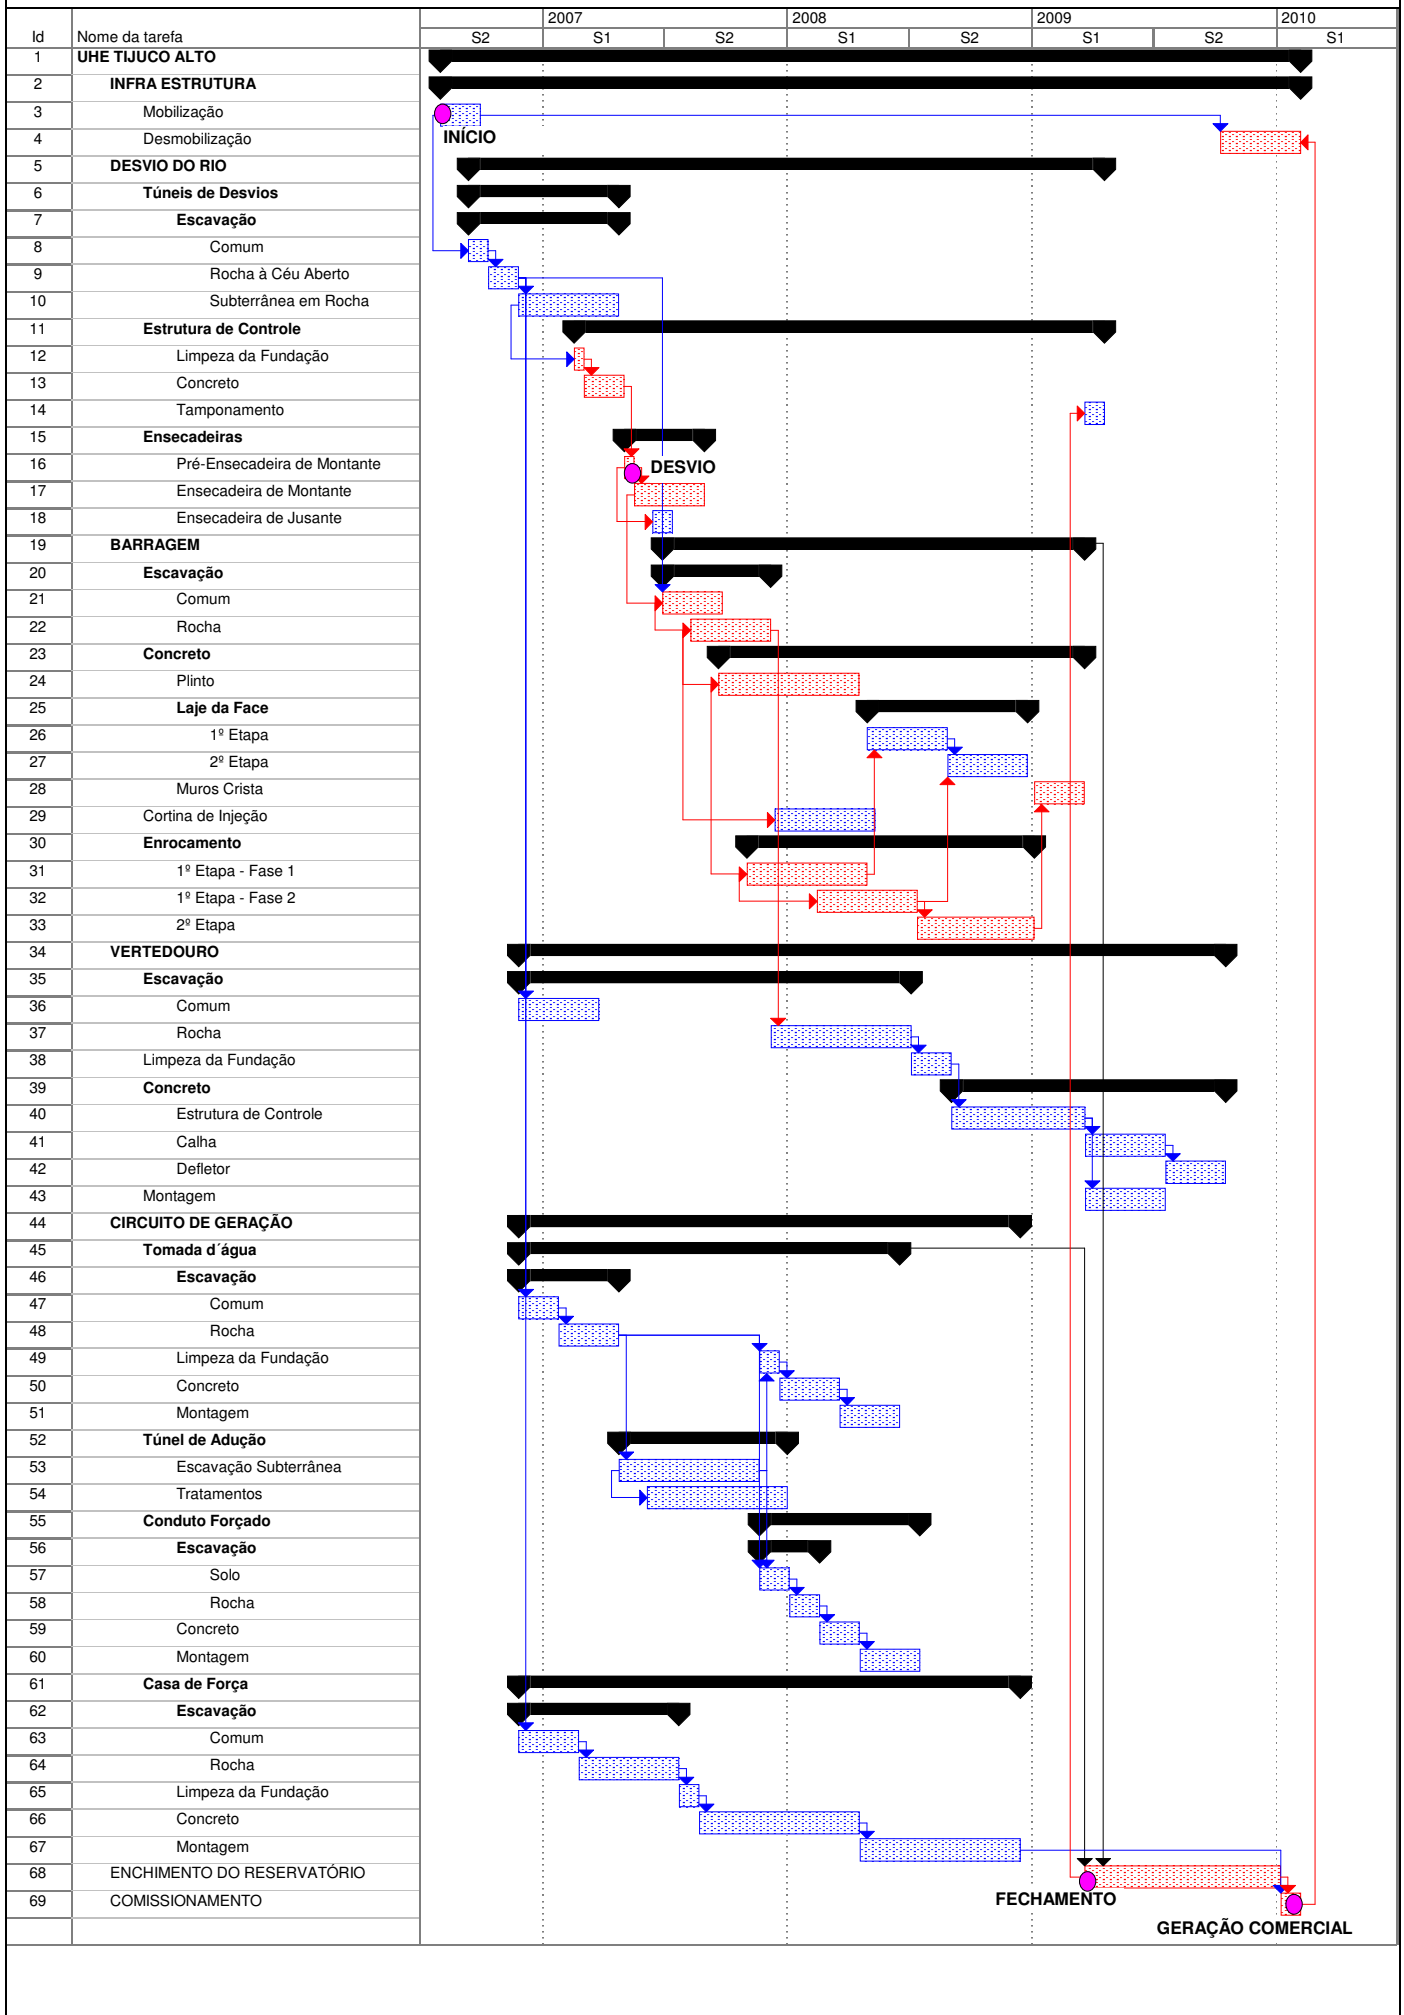 2007 2008 2009 2010
Id Nome da tarefa S2 S1 S2 S1 S2 S1 S2 S1
1 UHE TIJUCO ALTO
2 INFRA ESTRUTURA
3 Mobilização
INÍCIO
4 Desmobilização
5 DESVIO DO RIO
6 Túneis de Desvios
7 Escavação
8 Comum
9 Rocha à Céu Aberto
10 Subterrânea em Rocha
11 Estrutura de Controle
12 Limpeza da Fundação
13 Concreto
14 Tamponamento
15 Ensecadeiras
16 Pré-Ensecadeira de Montante DESVIO
17 Ensecadeira de Montante
18 Ensecadeira de Jusante
19 BARRAGEM
20 Escavação
21 Comum
22 Rocha
23 Concreto
24 Plinto
25 Laje da Face
26 1º Etapa
27 2º Etapa
28 Muros Crista
29 Cortina de Injeção
30 Enrocamento
31 1º Etapa - Fase 1
32 1º Etapa - Fase 2
33 2º Etapa
34 VERTEDOURO
35 Escavação
36 Comum
37 Rocha
38 Limpeza da Fundação
39 Concreto
40 Estrutura de Controle
41 Calha
42 Defletor
43 Montagem
44 CIRCUITO DE GERAÇÃO
45 Tomada d´água
46 Escavação
47 Comum
48 Rocha
49 Limpeza da Fundação
50 Concreto
51 Montagem
52 Túnel de Adução
53 Escavação Subterrânea
54 Tratamentos
55 Conduto Forçado
56 Escavação
57 Solo
58 Rocha
59 Concreto
60 Montagem
61 Casa de Força
62 Escavação
63 Comum
64 Rocha
65 Limpeza da Fundação
66 Concreto
67 Montagem
68 ENCHIMENTO DO RESERVATÓRIO
FECHAMENTO
69 COMISSIONAMENTO
GERAÇÃO COMERCIAL